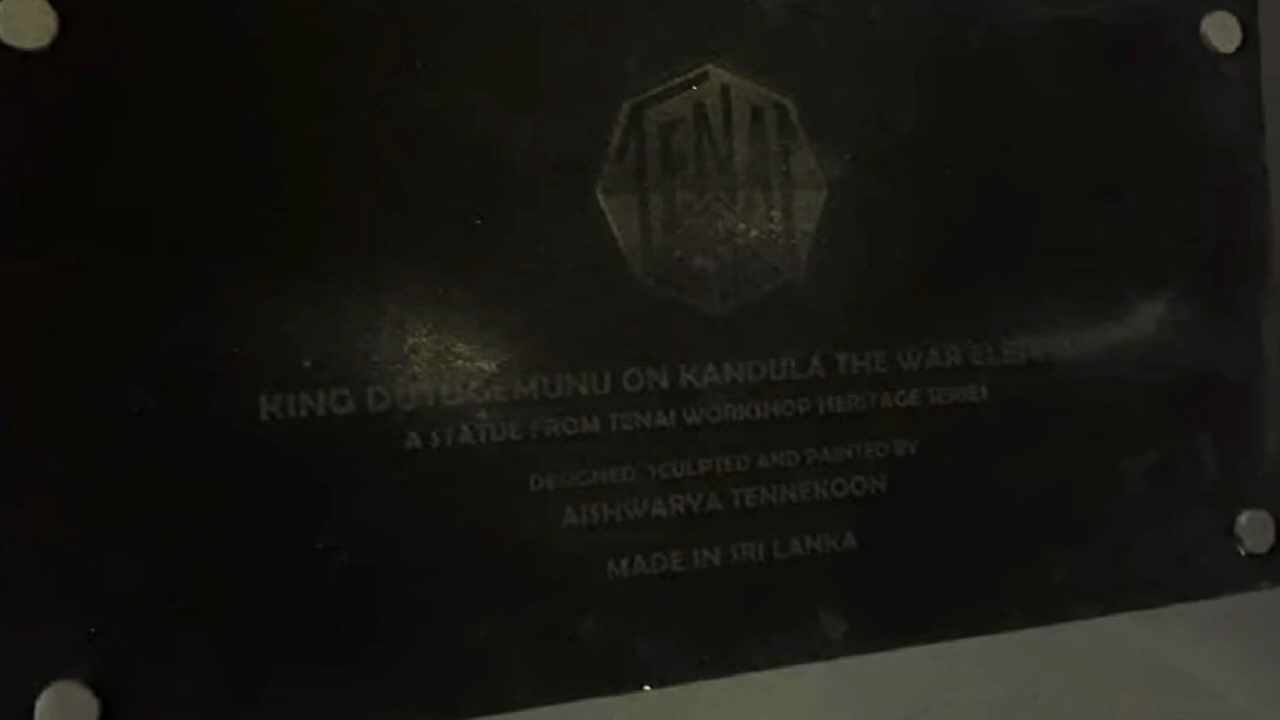 TENAI
KING DUTUGEMUNU ON KANDULA THE WAR
A STATUE FROM TENAI WORKSHOP HERITAGE SERIES
DESIGNED, SCULPTED AND PAINTED BY
AISHWARYA TENNEKOON
MADE IN SRI LANKA